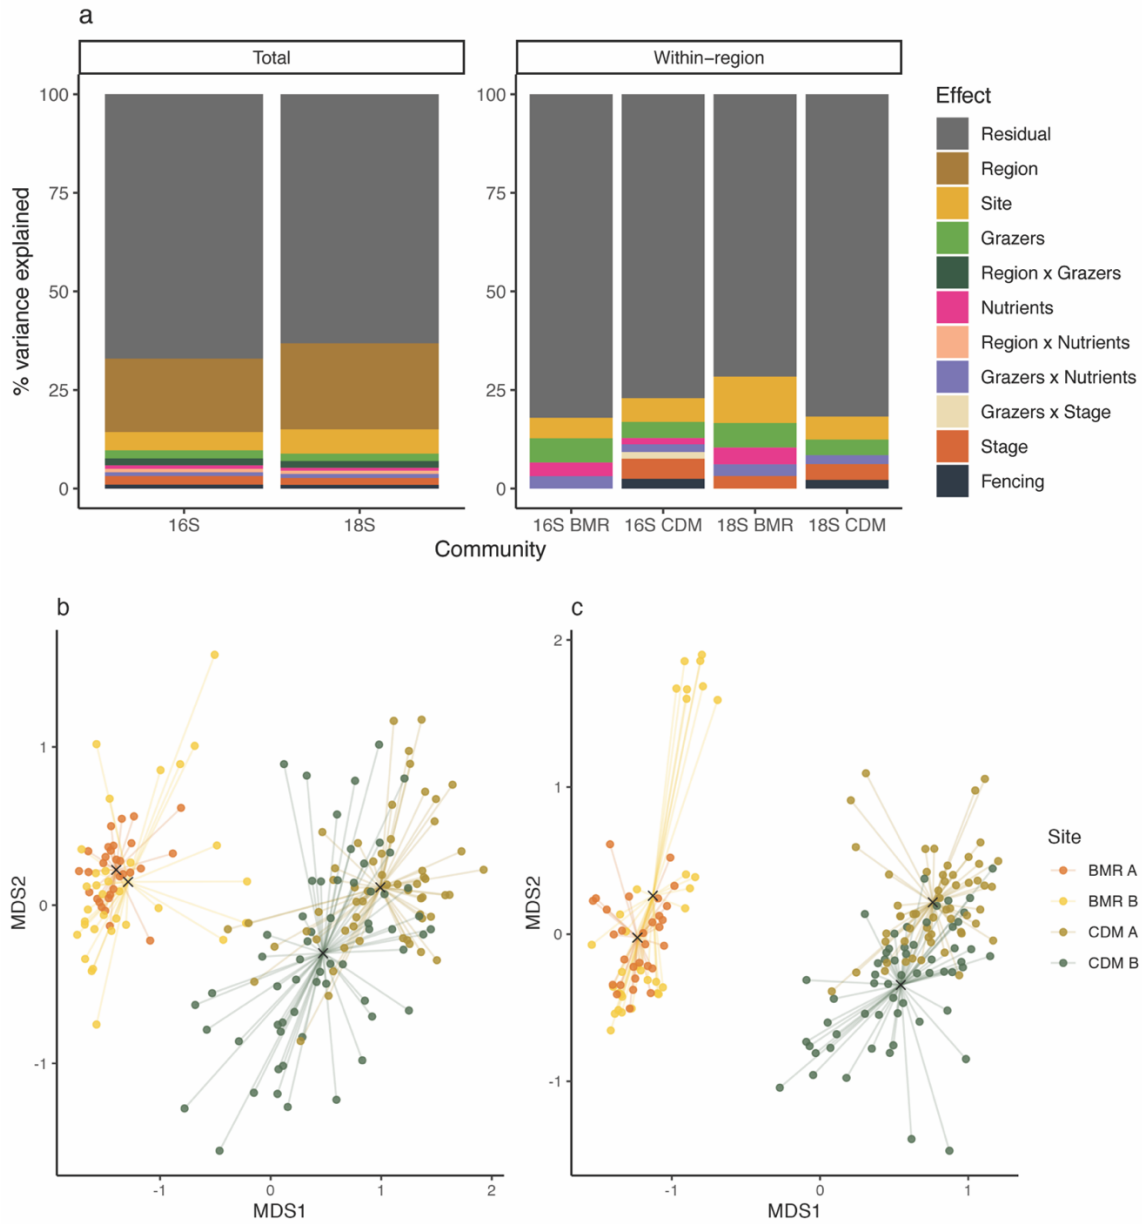 a
Total
Within-region
% variance explained
100
75
50
25
0
16S
18S
100
75
50
25
0
16S BMR
16S CDM
18S BMR
18S CDM
Community
Effect
Residual
Region
Site
Grazers
Region x Grazers
Nutrients
Region x Nutrients
Grazers x Nutrients
Grazers x Stage
Stage
Fencing
b
MDS2
1
0
-1
-1
0
1
2
MDS1
c
MDS2
2
1
0
-1
-1
0
1
MDS1
Site
BMR A
BMR B
CDM A
CDM B